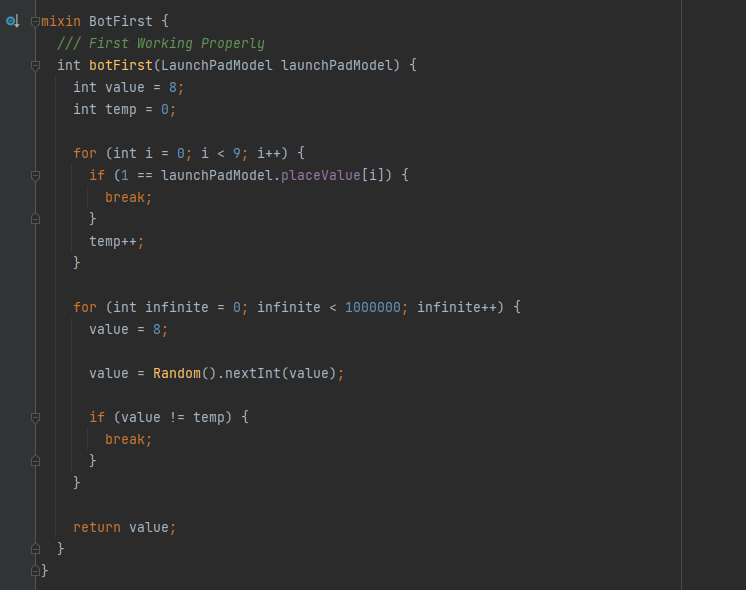 mixin BotFirst {
/// First Working Properly
int botFirst(LaunchPadModel launchPadModel) {
int value = 8;
int temp = 0;
for (int i = 0; i < 9; i++) {
if (1 == launchPadModel.placeValue[i]) {
break;
}
temp++;
}
for (int infinite = 0; infinite < 1000000; infinite++) {
value = 8;
value = Random().nextInt(value);
if (value != temp) {
break;
}
}
return value;
}
}